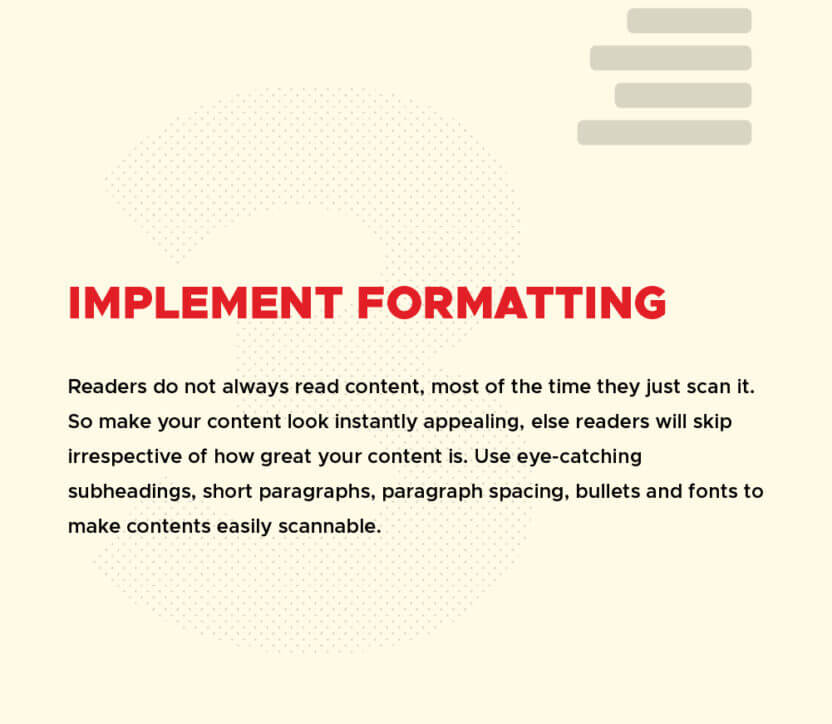 3
IMPLEMENT FORMATTING
Readers do not always read content, most of the time they just scan it.
So make your content look instantly appealing, else readers will skip
irrespective of how great your content is. Use eye-catching
subheadings, short paragraphs, paragraph spacing, bullets and fonts to
make contents easily scannable.